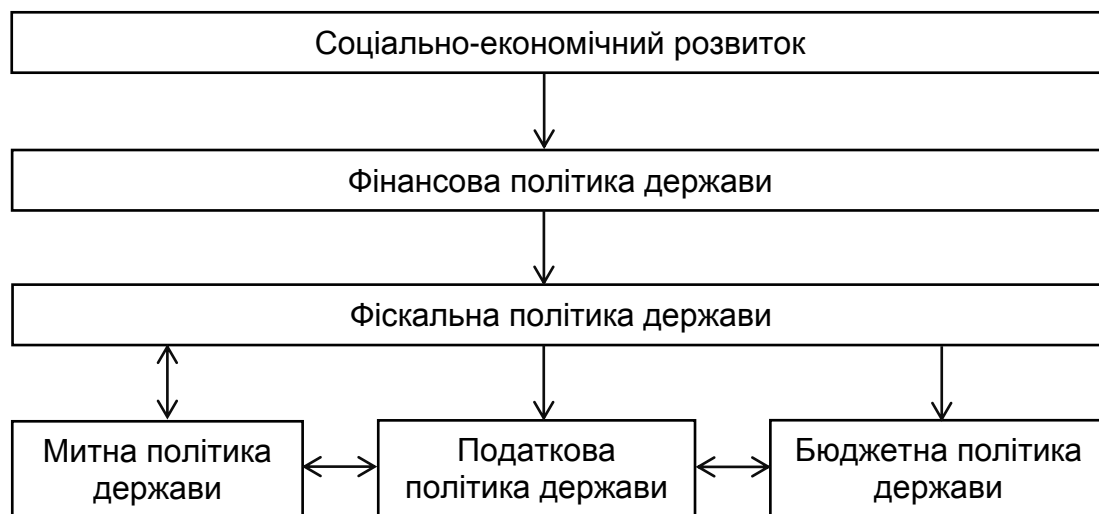 Соціально-економічний розвиток
Фінансова політика держави
Фіскальна політика держави
Митна політика
держави
Податкова
політика держави
Бюджетна політика
держави